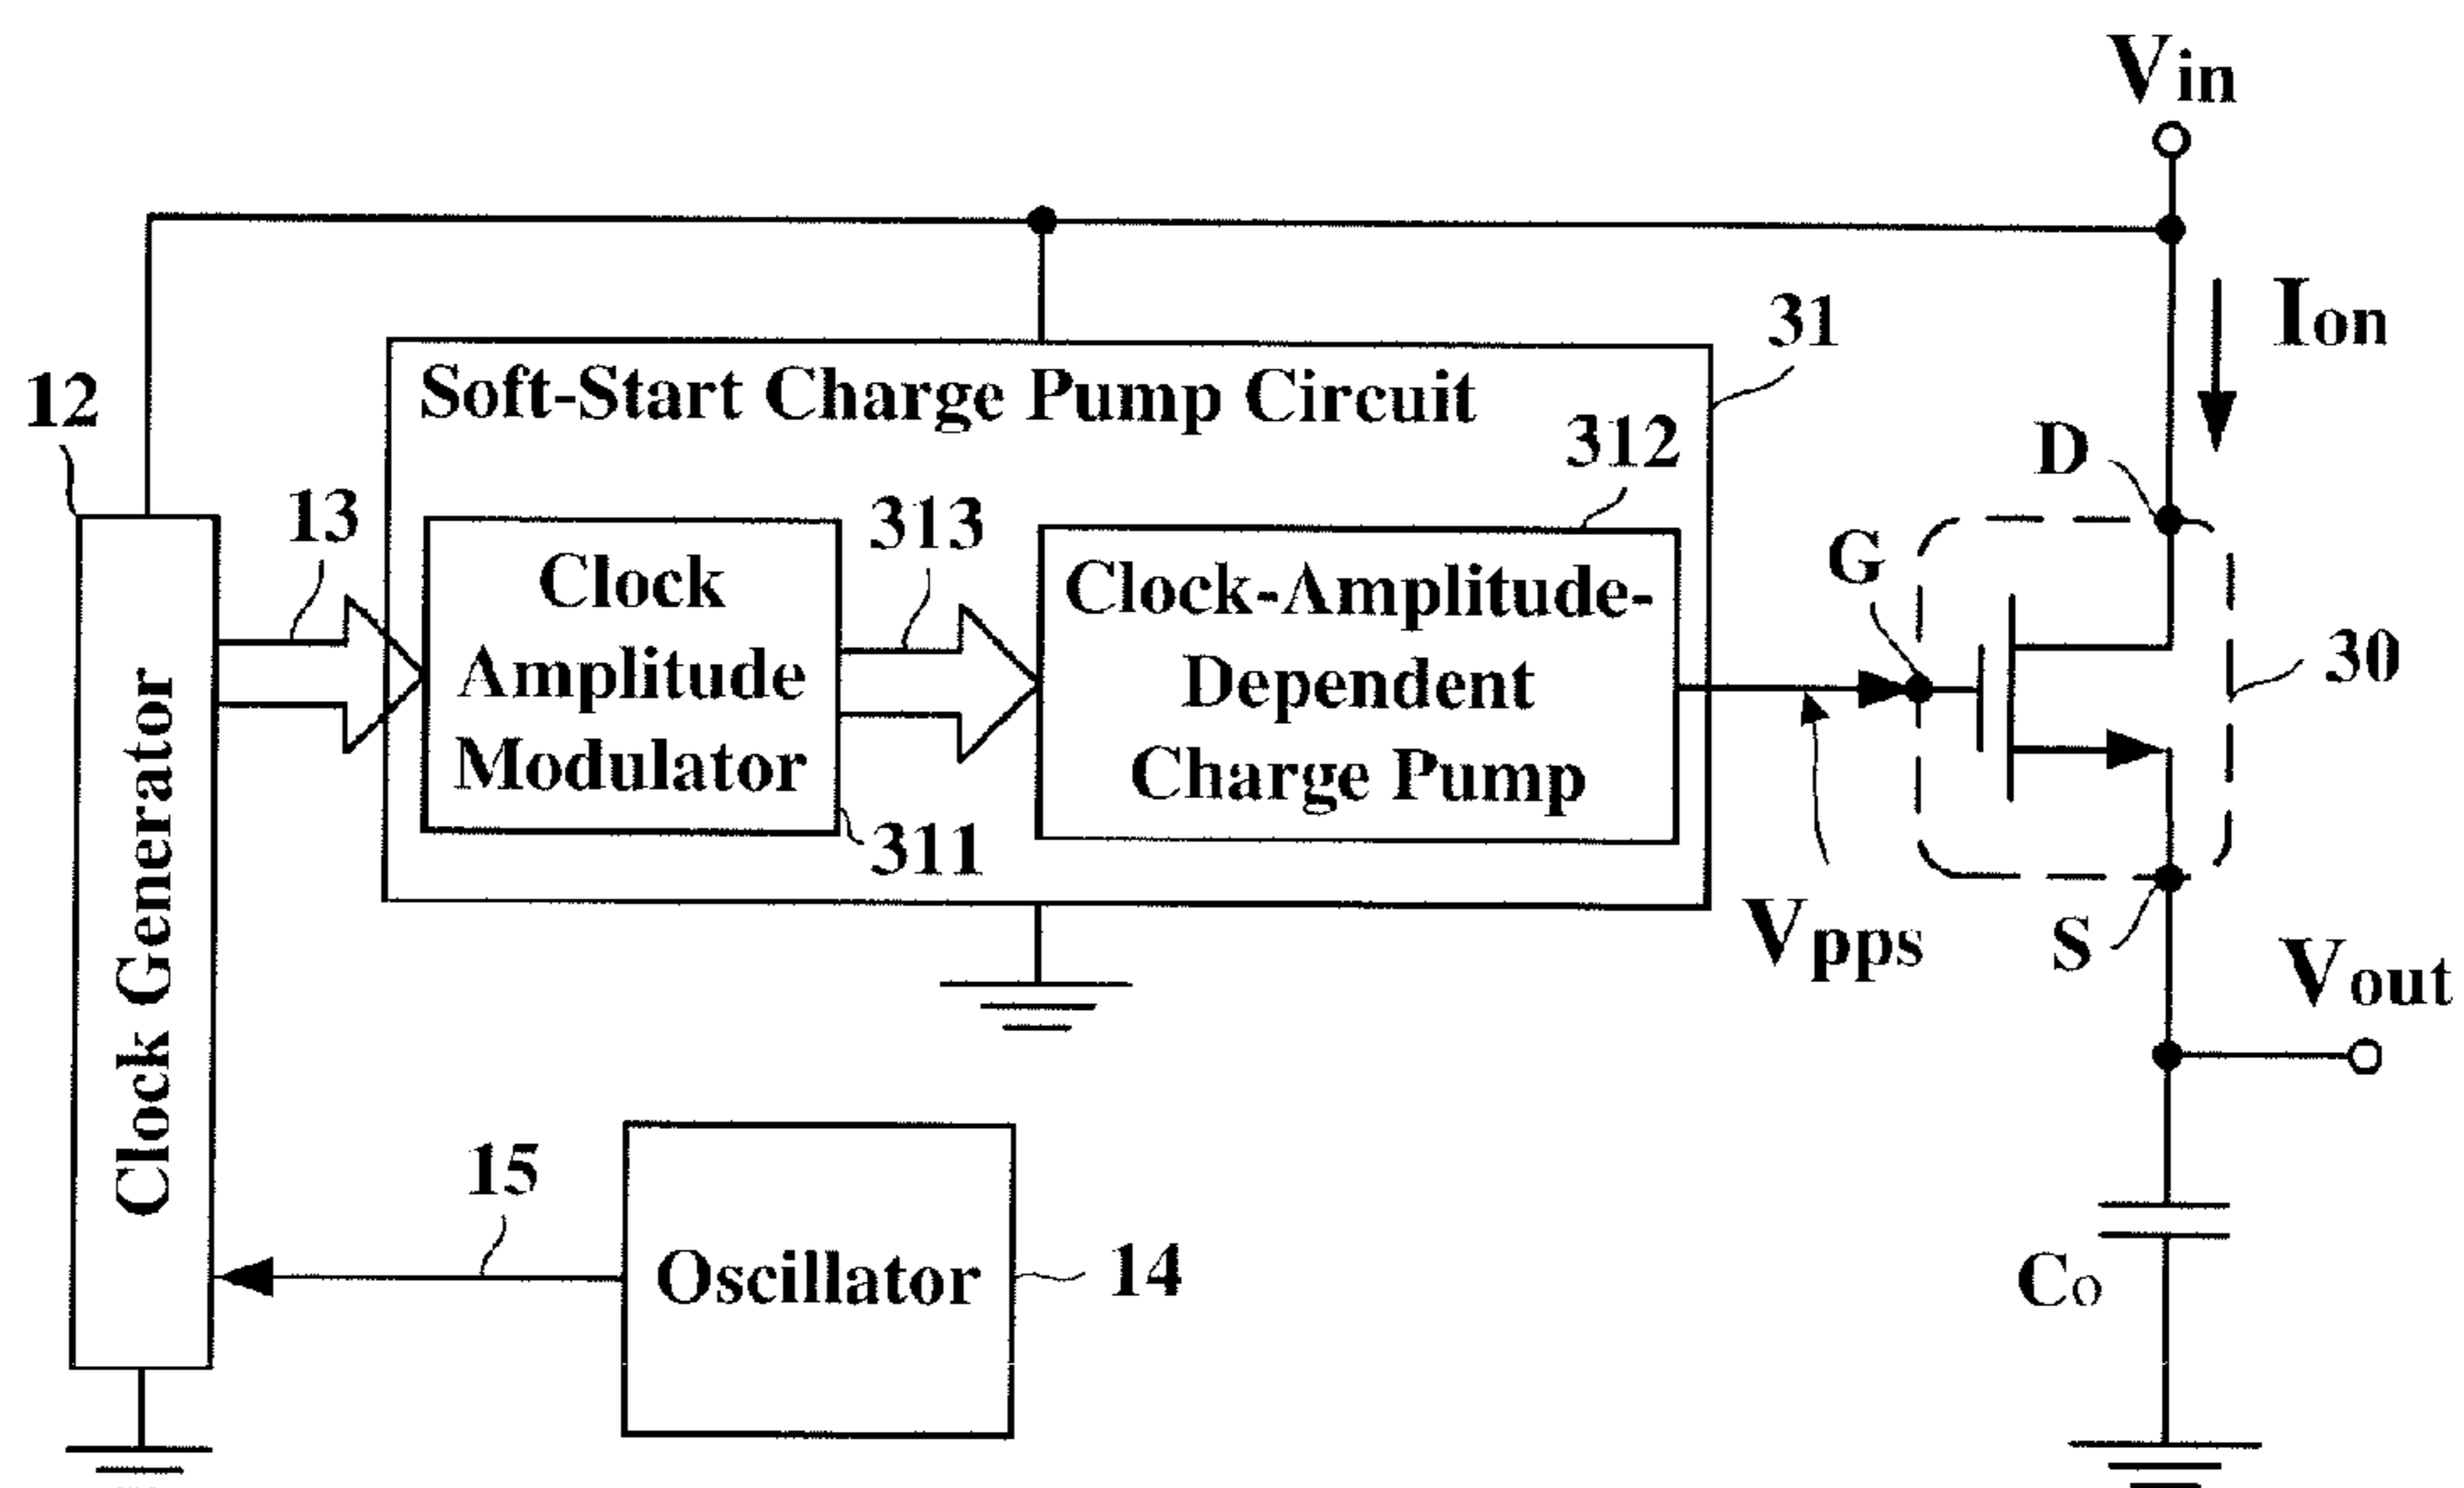 Vin
31
Ion
Soft-Start Charge Pump Circuit
12
312
D
13
313
G
Clock
Amplitude
Modulator
Clock-Amplitude-
Dependent
Charge Pump
30
311
Vpps
S
Vout
Clock Generator
15
Oscillator
14
Co